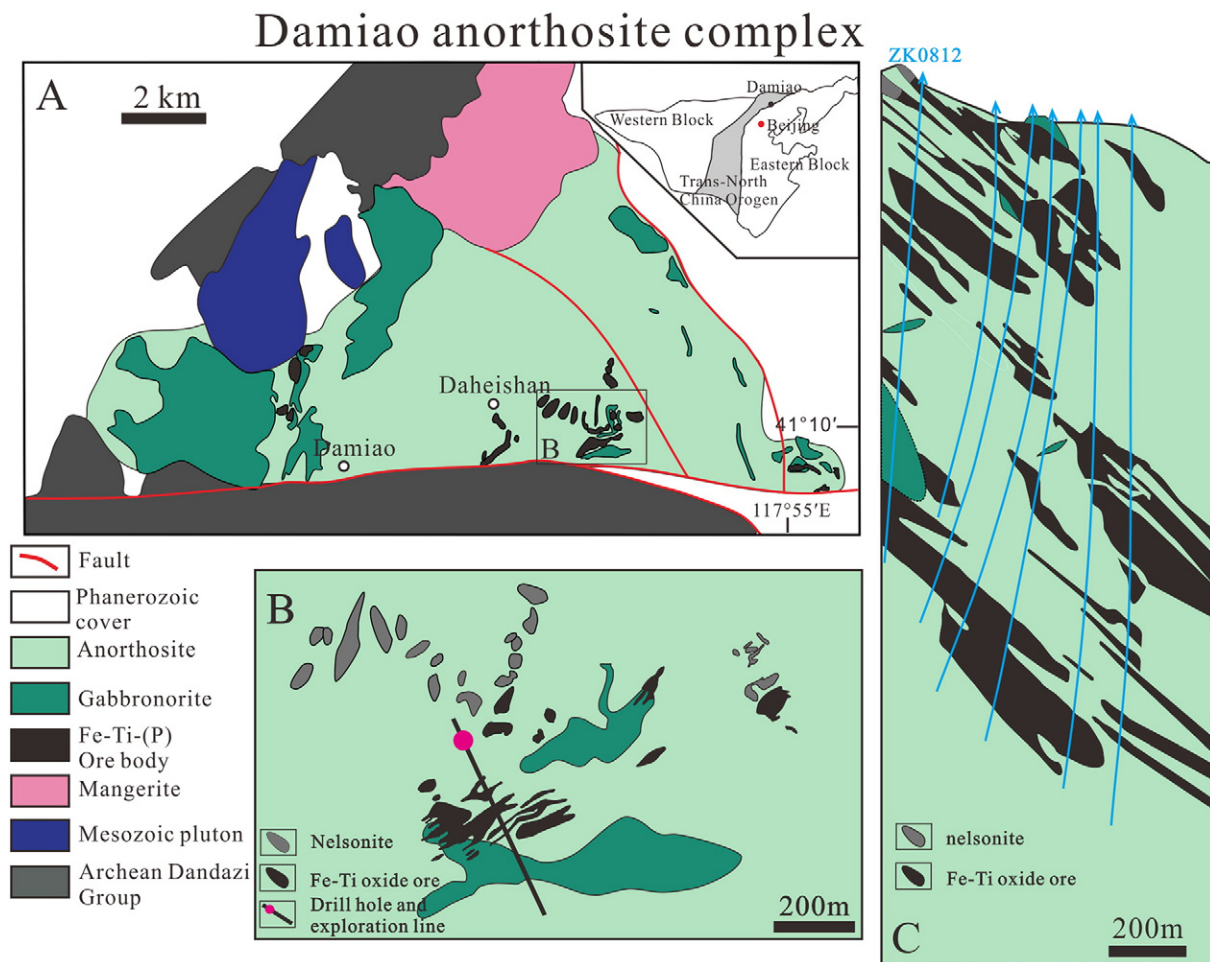 Damiao anorthosite complex
A
2 km
Damiao
Western Block
Beijing
Eastern Block
Trans-North
China Orogen
Daheishan
B
41°10′
Damiao
117°55′E
Fault
Phanerozoic
cover
Anorthosite
Gabbronorite
Fe-Ti-(P)
Ore body
Mangerite
Mesozoic pluton
Archean Dandazi
Group
B
Nelsonite
Fe-Ti oxide ore
Drill hole and
exploration line
200m
ZK0812
nelsonite
Fe-Ti oxide ore
C
200m